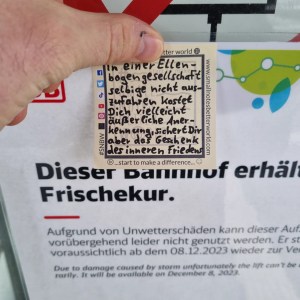 tter world
In einer Ellen-
bogengesellschaft
selbige nicht aus-
zufahren kostet
Dich vielleicht
äußerliche Aner-
kennung, sichert Dir
aber das Geschenk
des inneren Friedens
...start to make a difference...
#SNBW
Dieser Bahnhof erhält
Frischekur.
Aufgrund von Unwetterschäden kann dieser Auf
vorübergehend leider nicht genutzt werden. Er st
voraussichtlich ab dem 08.12.2023 wieder zur Ve
Due to damage caused by storm unfortunately the lift can't be
rarily. It will be available on December 8, 2023.